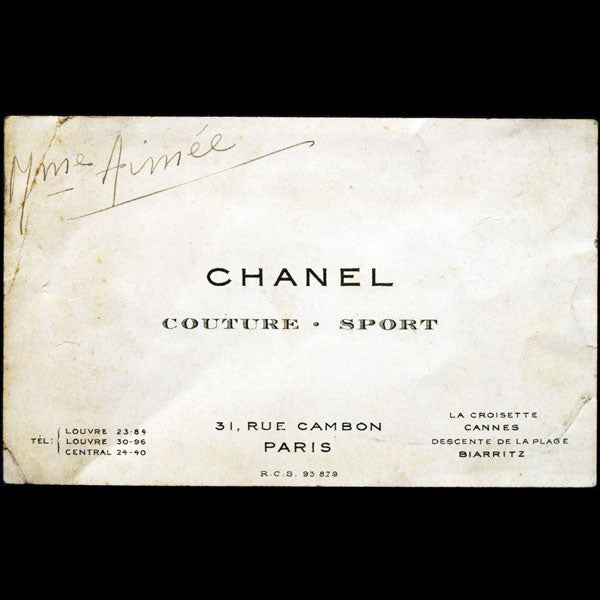 Mme Aimée
CHANEL
COUTURE • SPORT
TÉL:
LOUVRE 23-84
LOUVRE 30-96
CENTRAL 24-40
31, RUE CAMBON
PARIS
R.C.S. 93 829
LA CROISETTE
CANNES
DESCENTE DE LA PLAGE
BIARRITZ